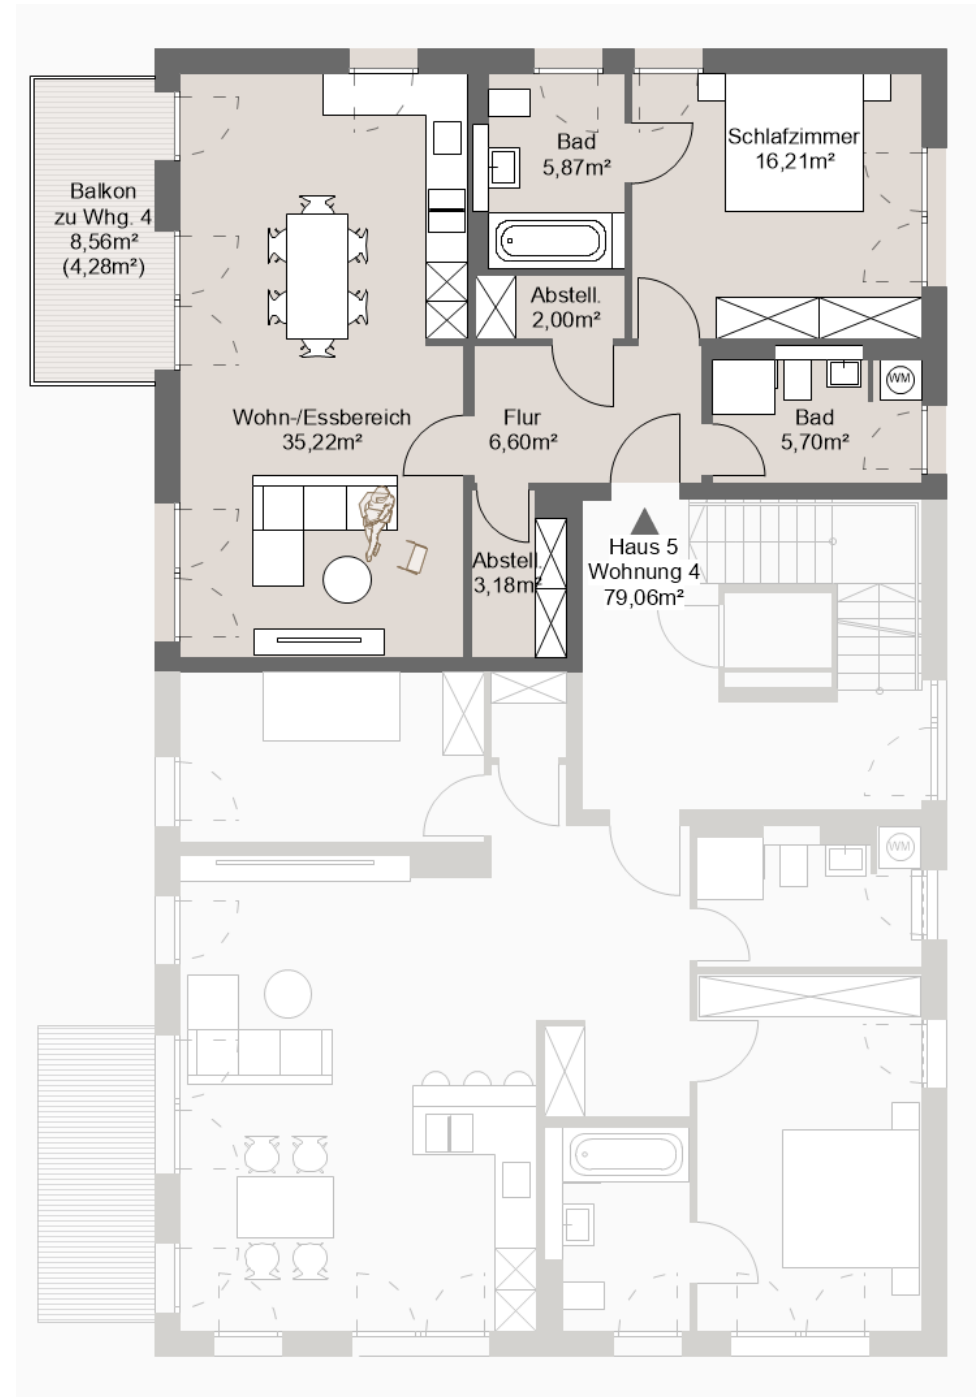 Balkon
zu Whg. 4
8,56m²
(4,28m²)
Bad
5,87m²
Schlafzimmer
16,21m²
Abstell.
2,00m²
Wohn-/Essbereich
35,22m²
Flur
6,60m²
WM
Bad
5,70m²
Abstell.
3,18m²
Haus 5
Wohnung 4
79,06m²
WM